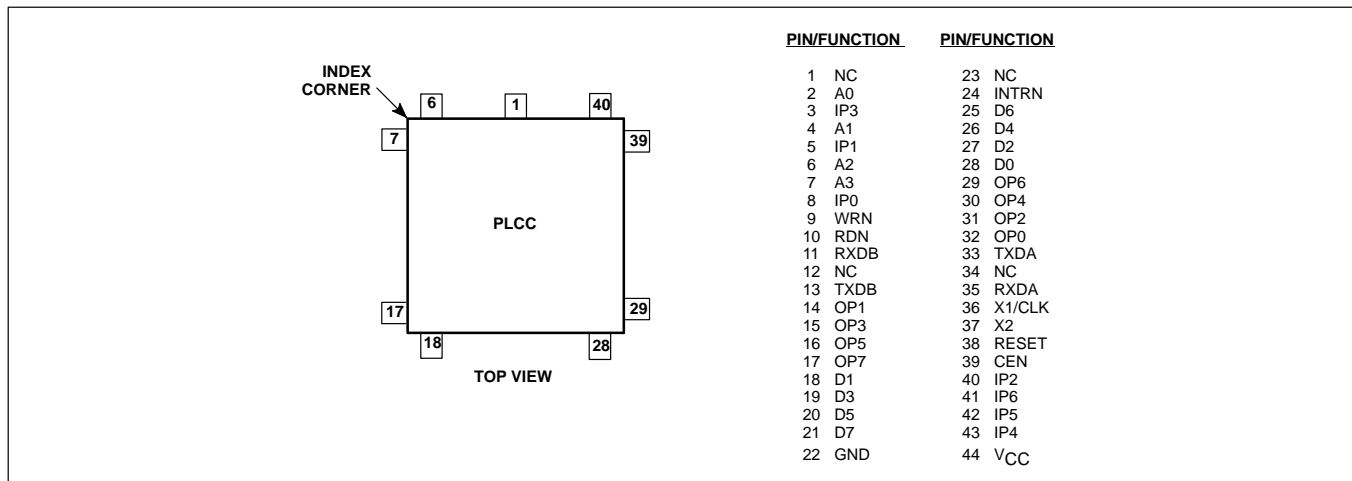 INDEX
CORNER
6 1 40
7 39
PLCC
17 29
18 28
TOP VIEW
PIN/FUNCTION PIN/FUNCTION
1 NC 23 NC
2 A0 24 INTRN
3 IP3 25 D6
4 A1 26 D4
5 IP1 27 D2
6 A2 28 D0
7 A3 29 OP6
8 IP0 30 OP4
9 WRN 31 OP2
10 RDN 32 OP0
11 RXDB 33 TXDA
12 NC 34 NC
13 TXDB 35 RXDA
14 OP1 36 X1/CLK
15 OP3 37 X2
16 OP5 38 RESET
17 OP7 39 CEN
18 D1 40 IP2
19 D3 41 IP6
20 D5 42 IP5
21 D7 43 IP4
22 GND 44 VCC